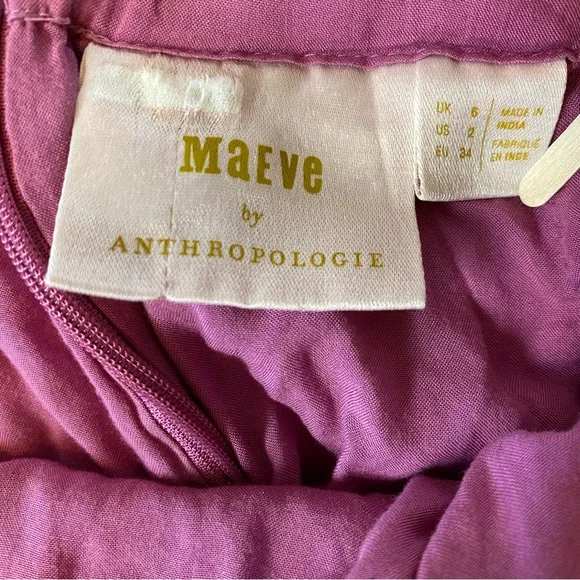 MaEve
by
ANTHROPOLOGIE
UK 6
US 2
EU 34
MADE IN
INDIA
FABRIQUÉ
EN INDE